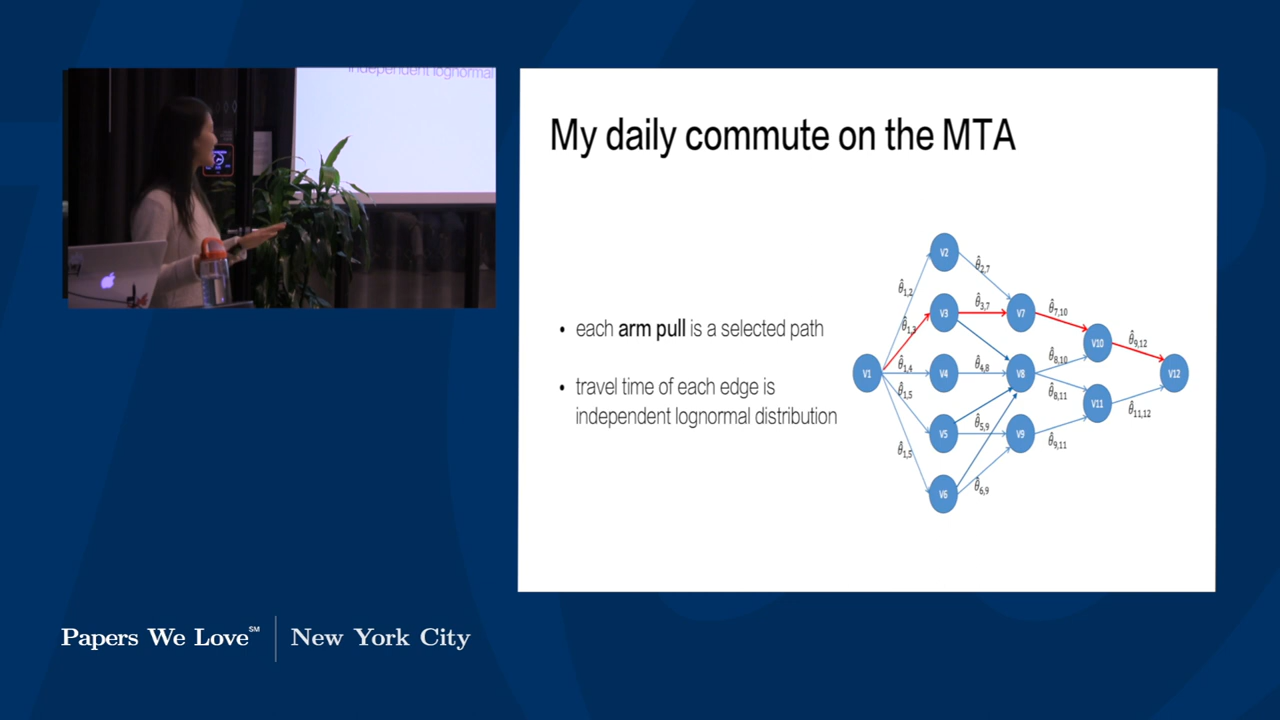 independent lognormal
My daily commute on the MTA
• each arm pull is a selected path
• travel time of each edge is
independent lognormal distribution
V1
V2
V3
V4
V5
V6
V7
V8
V9
V10
V11
V12
θ̂1,2
θ̂1,3
θ̂1,4
θ̂1,5
θ̂1,5
θ̂2,7
θ̂3,7
θ̂4,8
θ̂5,9
θ̂6,9
θ̂7,10
θ̂8,10
θ̂8,11
θ̂9,11
θ̂9,12
θ̂11,12
Papers We Love℠ | New York City